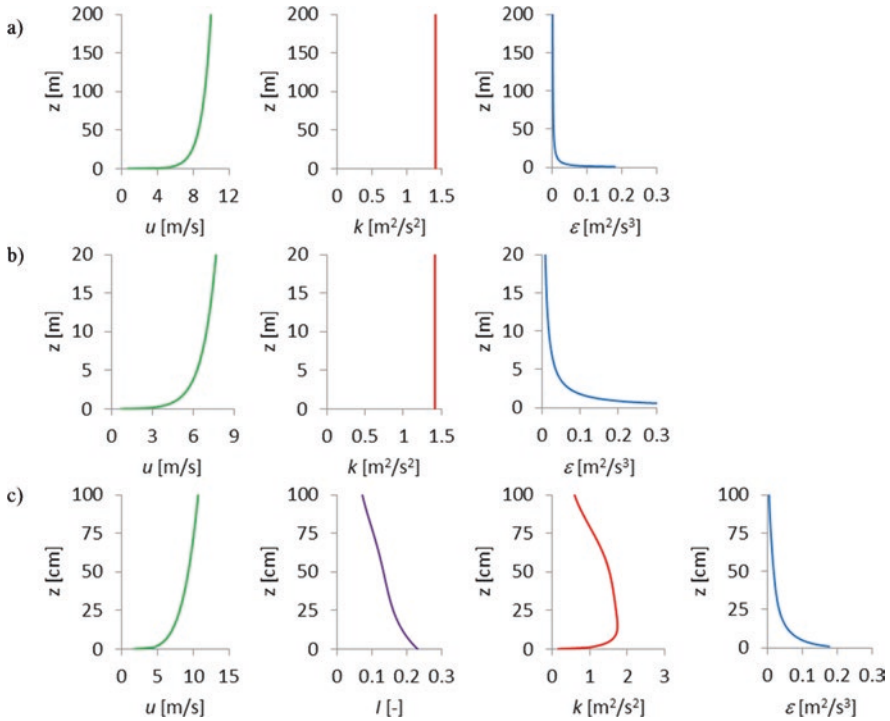 a)
z [m]
200
150
100
50
0
0 4 8 12
u [m/s]
z [m]
200
150
100
50
0
0 0.5 1 1.5
k [m²/s²]
z [m]
200
150
100
50
0
0 0.1 0.2 0.3
ε [m²/s³]
b)
z [m]
20
15
10
5
0
0 3 6 9
u [m/s]
z [m]
20
15
10
5
0
0 0.5 1 1.5
k [m²/s²]
z [m]
20
15
10
5
0
0 0.1 0.2 0.3
ε [m²/s³]
c)
z [cm]
100
75
50
25
0
0 5 10 15
u [m/s]
z [cm]
100
75
50
25
0
0 0.1 0.2 0.3
I [-]
z [cm]
100
75
50
25
0
0 1 2 3
k [m²/s²]
z [cm]
100
75
50
25
0
0 0.1 0.2 0.3
ε [m²/s³]